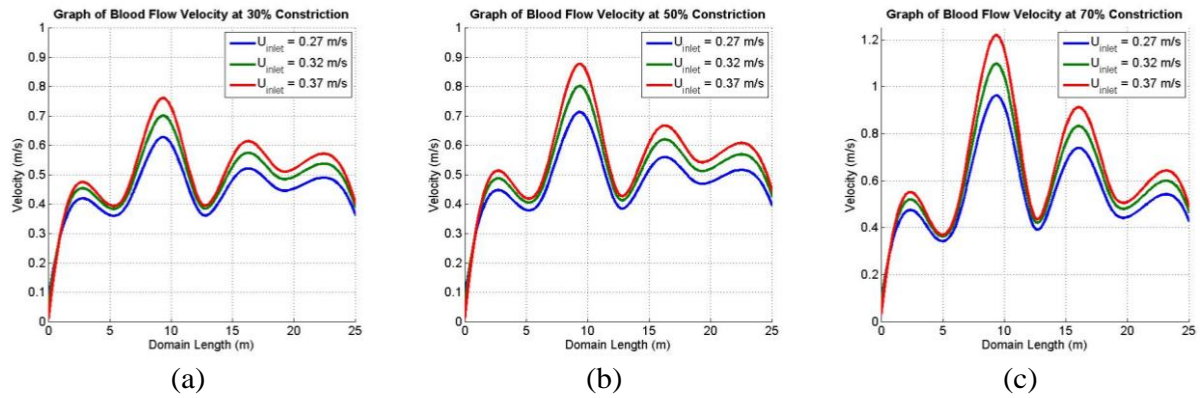 Graph of Blood Flow Velocity at 30% Constriction
U_inlet = 0.27 m/s
U_inlet = 0.32 m/s
U_inlet = 0.37 m/s
1
0.9
0.8
0.7
0.6
0.5
0.4
0.3
0.2
0.1
0
Velocity (m/s)
0 5 10 15 20 25
Domain Length (m)
(a)
Graph of Blood Flow Velocity at 50% Constriction
U_inlet = 0.27 m/s
U_inlet = 0.32 m/s
U_inlet = 0.37 m/s
1
0.9
0.8
0.7
0.6
0.5
0.4
0.3
0.2
0.1
0
Velocity (m/s)
0 5 10 15 20 25
Domain Length (m)
(b)
Graph of Blood Flow Velocity at 70% Constriction
U_inlet = 0.27 m/s
U_inlet = 0.32 m/s
U_inlet = 0.37 m/s
1.2
1
0.8
0.6
0.4
0.2
0
Velocity (m/s)
0 5 10 15 20 25
Domain Length (m)
(c)